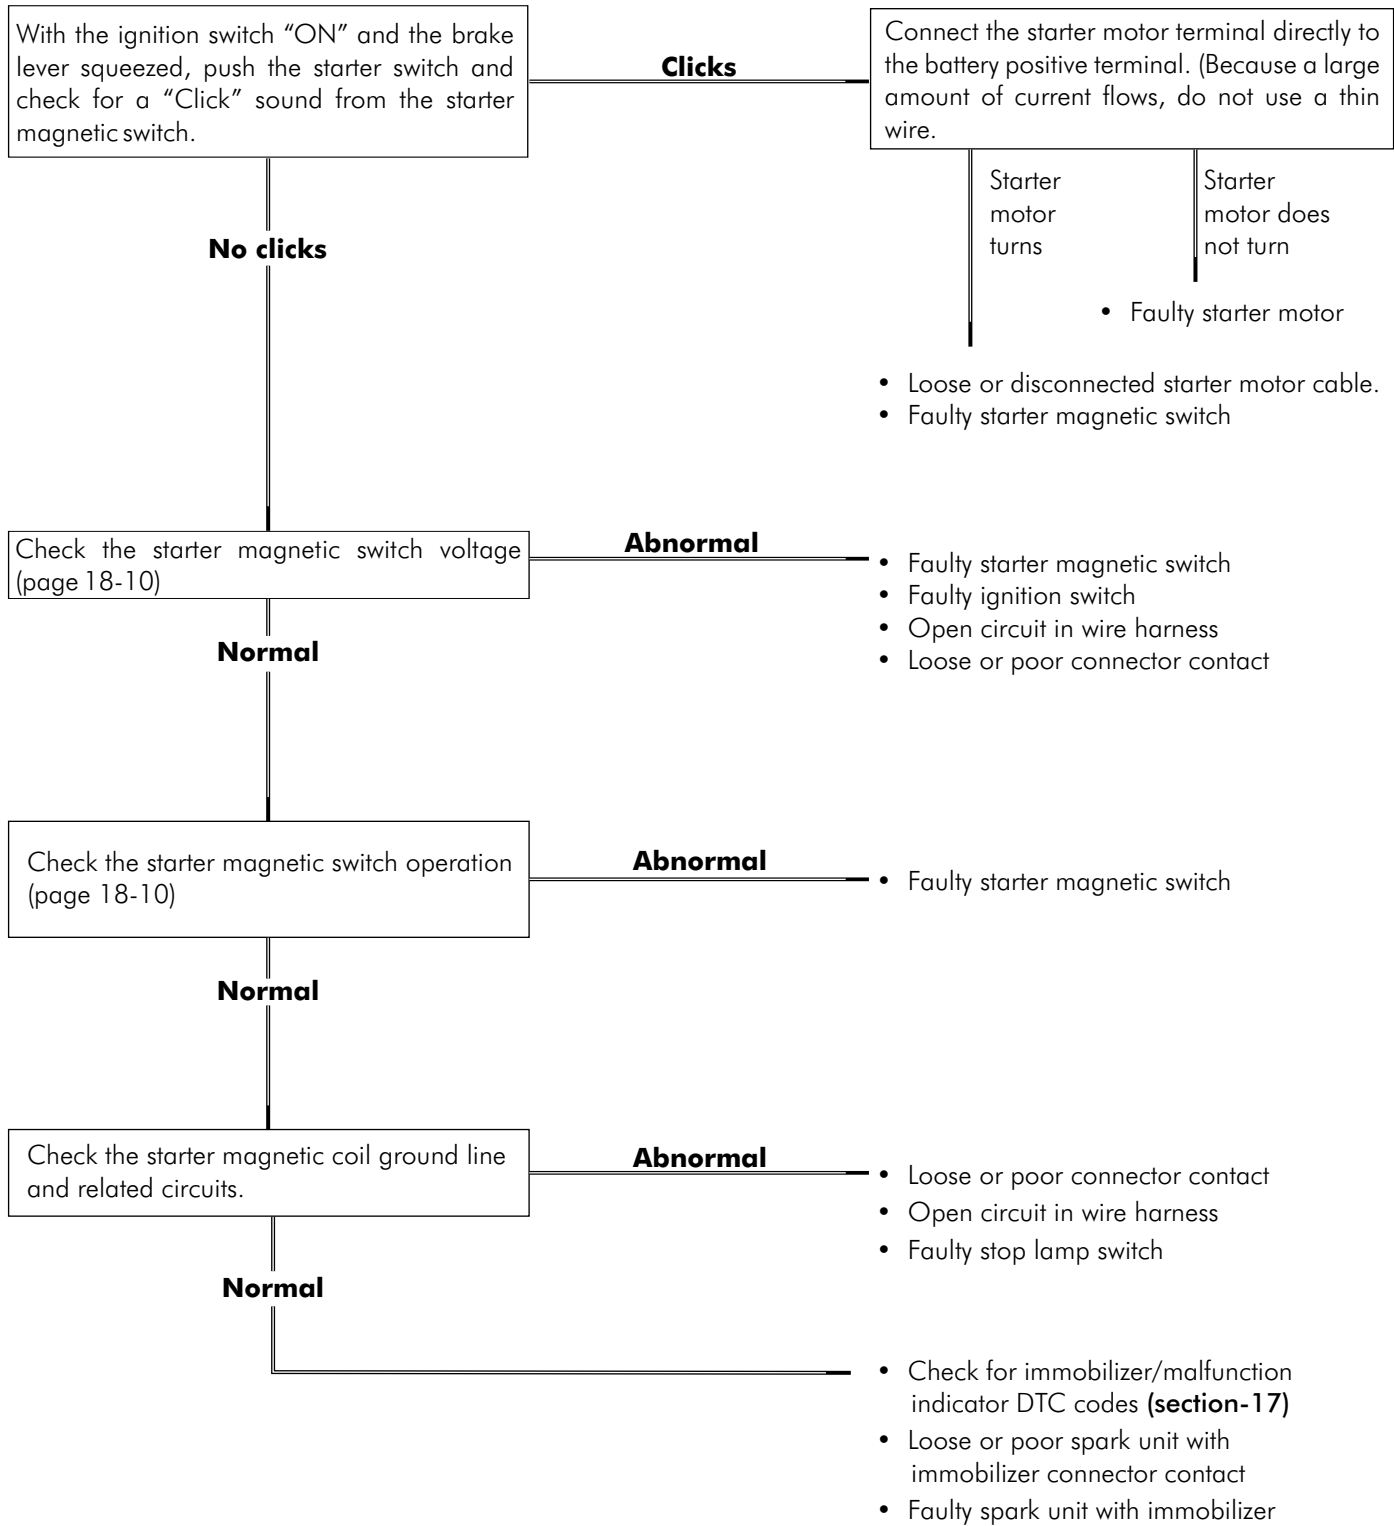 With the ignition switch “ON” and the brake
lever squeezed, push the starter switch and
check for a “Click” sound from the starter
magnetic switch.
Clicks
Connect the starter motor terminal directly to
the battery positive terminal. (Because a large
amount of current flows, do not use a thin
wire.
Starter
motor
turns
Starter
motor does
not turn
No clicks
• Faulty starter motor
• Loose or disconnected starter motor cable.
• Faulty starter magnetic switch
Check the starter magnetic switch voltage
(page 18-10)
Abnormal
• Faulty starter magnetic switch
• Faulty ignition switch
• Open circuit in wire harness
• Loose or poor connector contact
Normal
Check the starter magnetic switch operation
(page 18-10)
Abnormal
• Faulty starter magnetic switch
Normal
Check the starter magnetic coil ground line
and related circuits.
Abnormal
• Loose or poor connector contact
• Open circuit in wire harness
• Faulty stop lamp switch
Normal
• Check for immobilizer/malfunction
indicator DTC codes (section-17)
• Loose or poor spark unit with
immobilizer connector contact
• Faulty spark unit with immobilizer